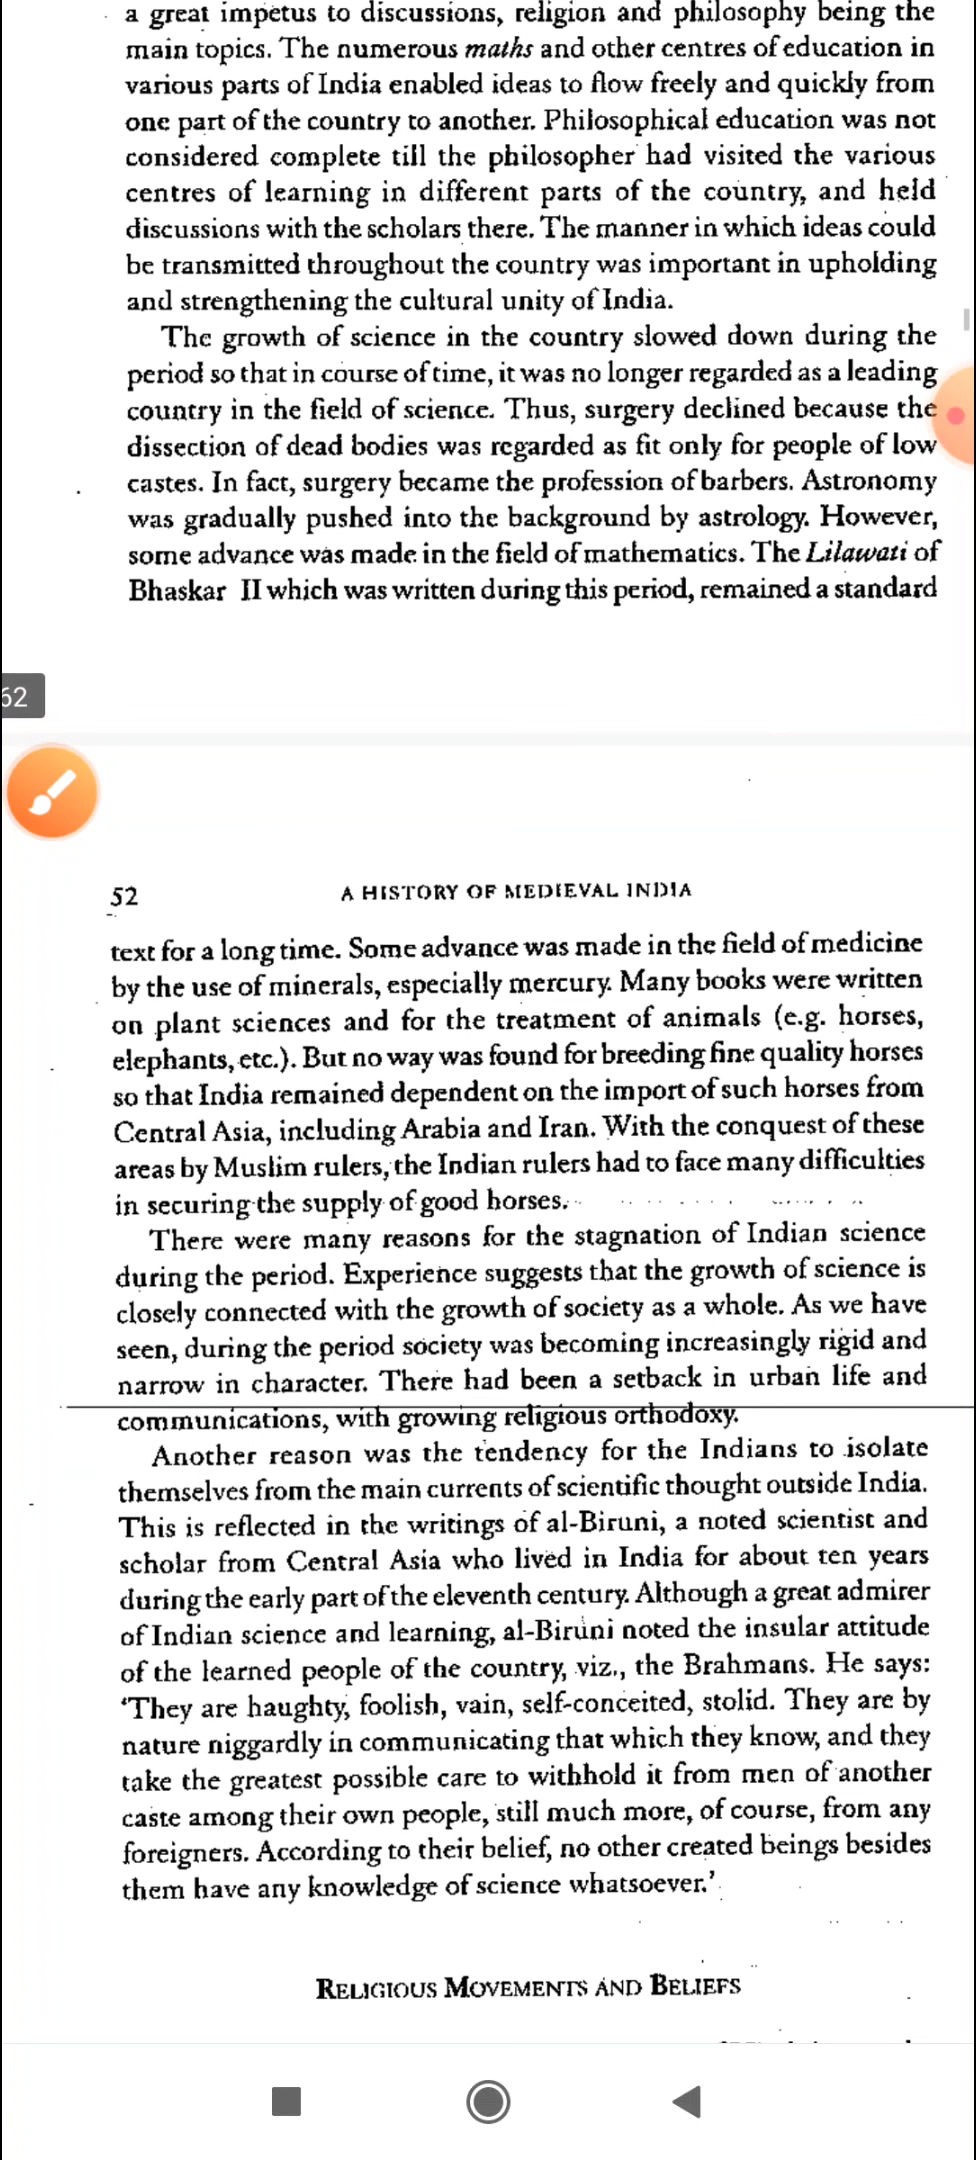 a great impetus to discussions, religion and philosophy being the
main topics. The numerous maths and other centres of education in
various parts of India enabled ideas to flow freely and quickly from
one part of the country to another. Philosophical education was not
considered complete till the philosopher had visited the various
centres of learning in different parts of the country, and held
discussions with the scholars there. The manner in which ideas could
be transmitted throughout the country was important in upholding
and strengthening the cultural unity of India.
The growth of science in the country slowed down during the
period so that in course of time, it was no longer regarded as a leading
country in the field of science. Thus, surgery declined because the
dissection of dead bodies was regarded as fit only for people of low
castes. In fact, surgery became the profession of barbers. Astronomy
was gradually pushed into the background by astrology. However,
some advance was made in the field of mathematics. The Lilawati of
Bhaskar II which was written during this period, remained a standard
62
52 A HISTORY OF MEDIEVAL INDIA
text for a long time. Some advance was made in the field of medicine
by the use of minerals, especially mercury. Many books were written
on plant sciences and for the treatment of animals (e.g. horses,
elephants, etc.). But no way was found for breeding fine quality horses
so that India remained dependent on the import of such horses from
Central Asia, including Arabia and Iran. With the conquest of these
areas by Muslim rulers, the Indian rulers had to face many difficulties
in securing the supply of good horses.
There were many reasons for the stagnation of Indian science
during the period. Experience suggests that the growth of science is
closely connected with the growth of society as a whole. As we have
seen, during the period society was becoming increasingly rigid and
narrow in character. There had been a setback in urban life and
communications, with growing religious orthodoxy.
Another reason was the tendency for the Indians to isolate
themselves from the main currents of scientific thought outside India.
This is reflected in the writings of al-Biruni, a noted scientist and
scholar from Central Asia who lived in India for about ten years
during the early part of the eleventh century. Although a great admirer
of Indian science and learning, al-Biruni noted the insular attitude
of the learned people of the country, viz., the Brahmans. He says:
'They are haughty, foolish, vain, self-conceited, stolid. They are by
nature niggardly in communicating that which they know, and they
take the greatest possible care to withhold it from men of another
caste among their own people, still much more, of course, from any
foreigners. According to their belief, no other created beings besides
them have any knowledge of science whatsoever.'
RELIGIOUS MOVEMENTS AND BELIEFS